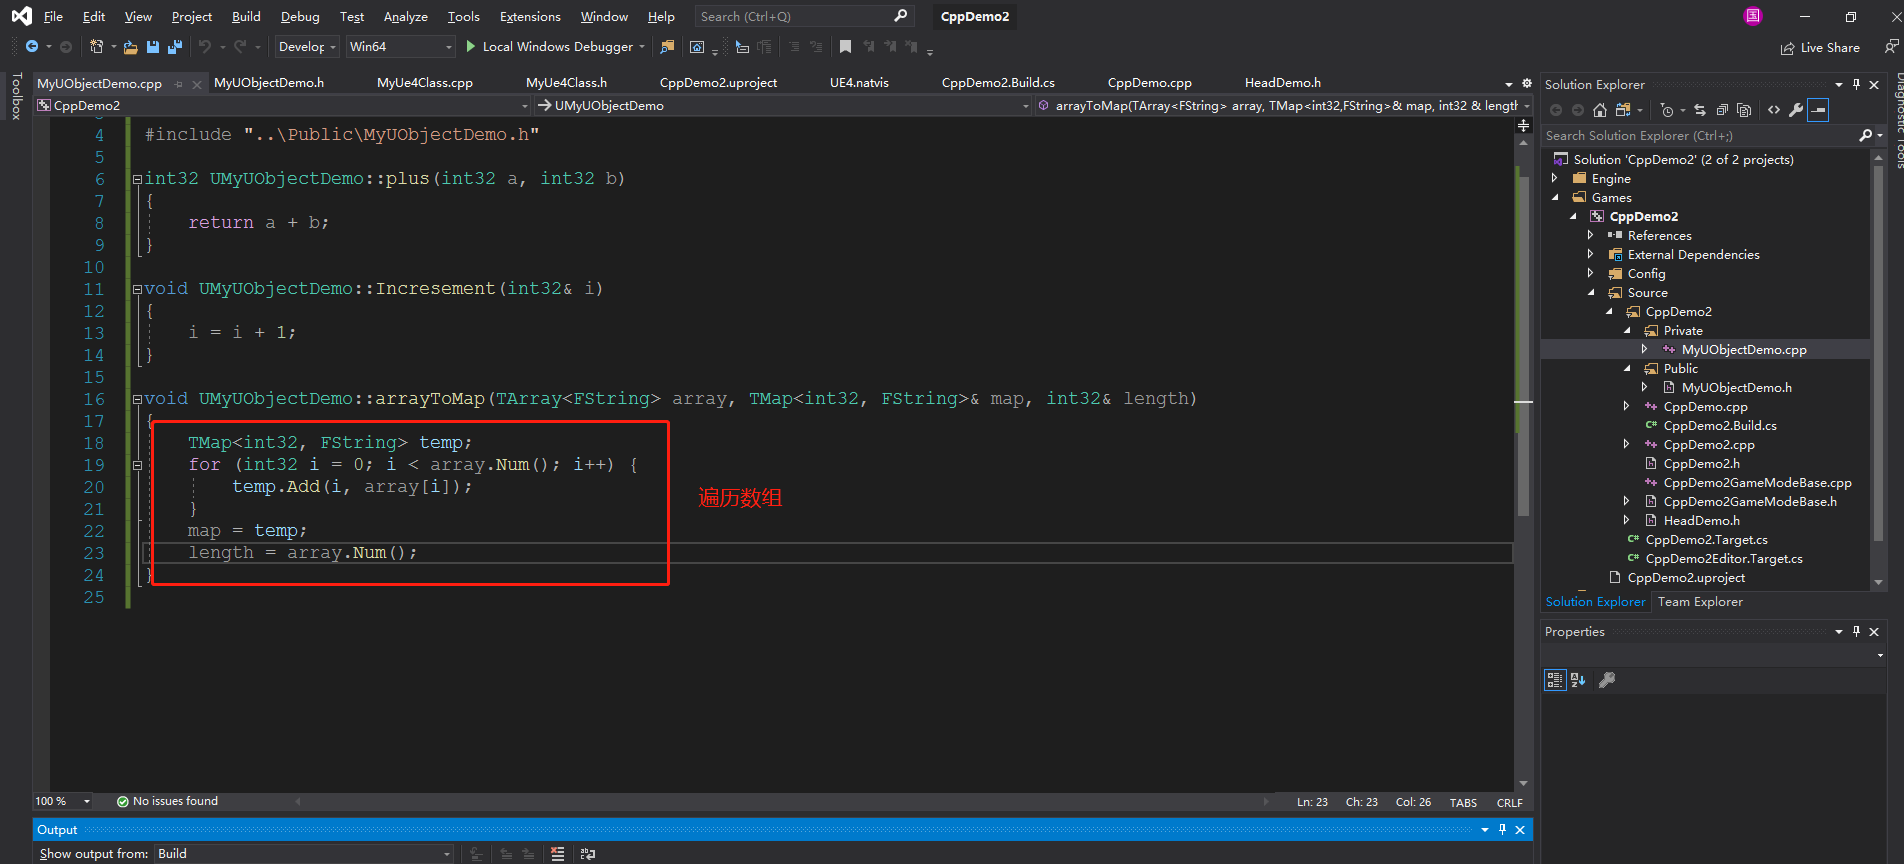 File Edit View Project Build Debug Test Analyze Tools Extensions Window Help Search (Ctrl+Q) CppDemo2 国
Develop Win64 Local Windows Debugger Live Share
Toolbox
MyUObjectDemo.cpp MyUObjectDemo.h MyUe4Class.cpp MyUe4Class.h CppDemo2.uproject UE4.natvis CppDemo2.Build.cs CppDemo.cpp HeadDemo.h
CppDemo2 UMyUObjectDemo arrayToMap(TArray<FString> array, TMap<int32,FString>& map, int32 & length
4 #include "..\Public\MyUObjectDemo.h"
5
6 int32 UMyUObjectDemo::plus(int32 a, int32 b)
7 {
8 return a + b;
9 }
10
11 void UMyUObjectDemo::Incresement(int32& i)
12 {
13 i = i + 1;
14 }
15
16 void UMyUObjectDemo::arrayToMap(TArray<FString> array, TMap<int32, FString>& map, int32& length)
17 {
18 TMap<int32, FString> temp;
19 for (int32 i = 0; i < array.Num(); i++) {
20 temp.Add(i, array[i]);
21 }
22 map = temp;
23 length = array.Num();
24 }
25
遍历数组
100 % No issues found Ln: 23 Ch: 23 Col: 26 TABS CRLF
Output
Show output from: Build
Solution Explorer
Search Solution Explorer (Ctrl+;)
Solution 'CppDemo2' (2 of 2 projects)
Engine
Games
CppDemo2
References
External Dependencies
Config
Source
CppDemo2
Private
MyUObjectDemo.cpp
Public
MyUObjectDemo.h
CppDemo.cpp
CppDemo2.Build.cs
CppDemo2.cpp
CppDemo2.h
CppDemo2GameModeBase.cpp
CppDemo2GameModeBase.h
HeadDemo.h
CppDemo2.Target.cs
CppDemo2Editor.Target.cs
CppDemo2.uproject
Solution Explorer Team Explorer
Properties
Diagnostic Tools